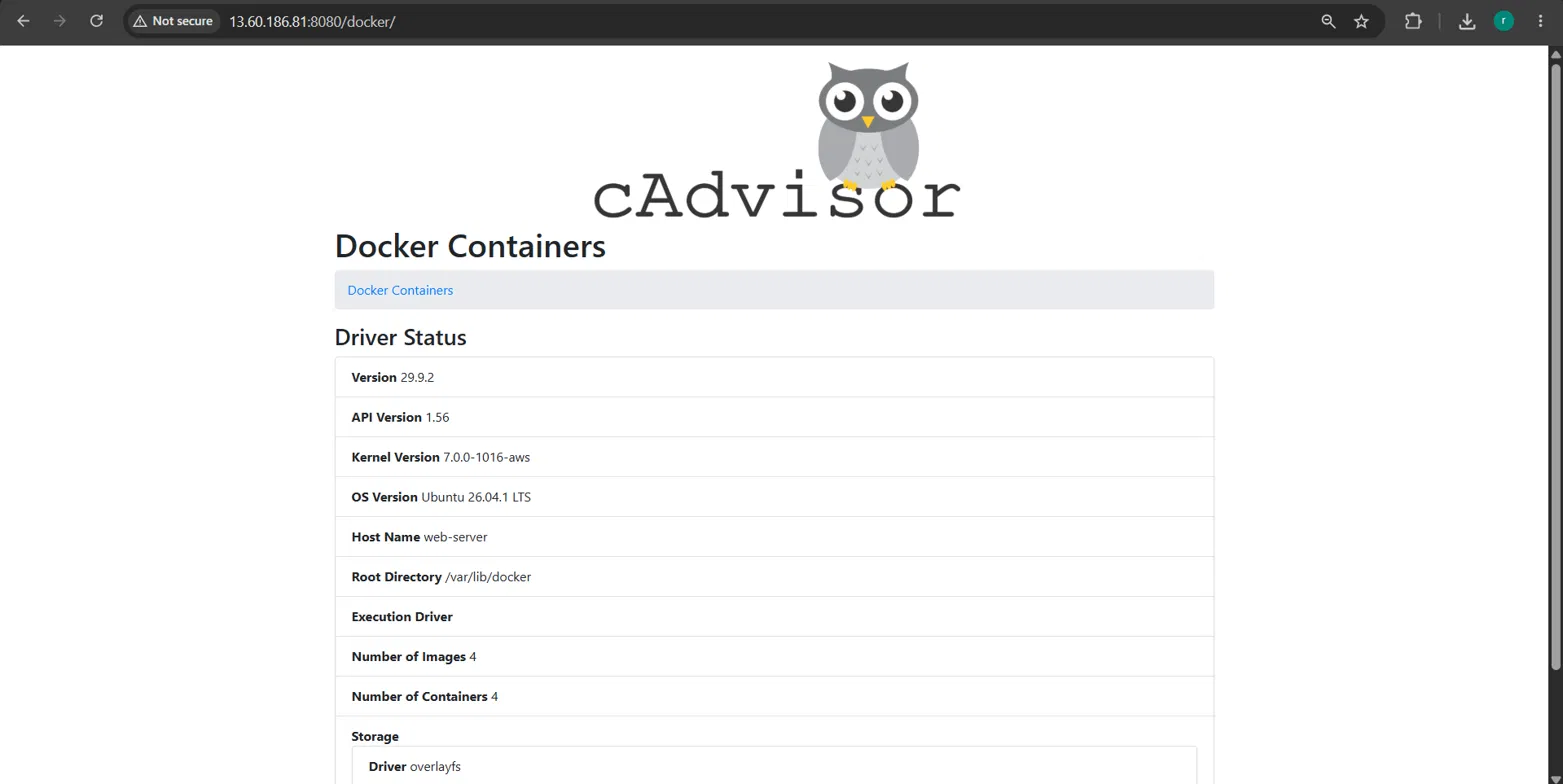 Not secure 13.60.186.81:8080/docker/
r
cAdvisor
Docker Containers
Docker Containers
Driver Status
Version 29.9.2
API Version 1.56
Kernel Version 7.0.0-1016-aws
OS Version Ubuntu 26.04.1 LTS
Host Name web-server
Root Directory /var/lib/docker
Execution Driver
Number of Images 4
Number of Containers 4
Storage
Driver overlayfs